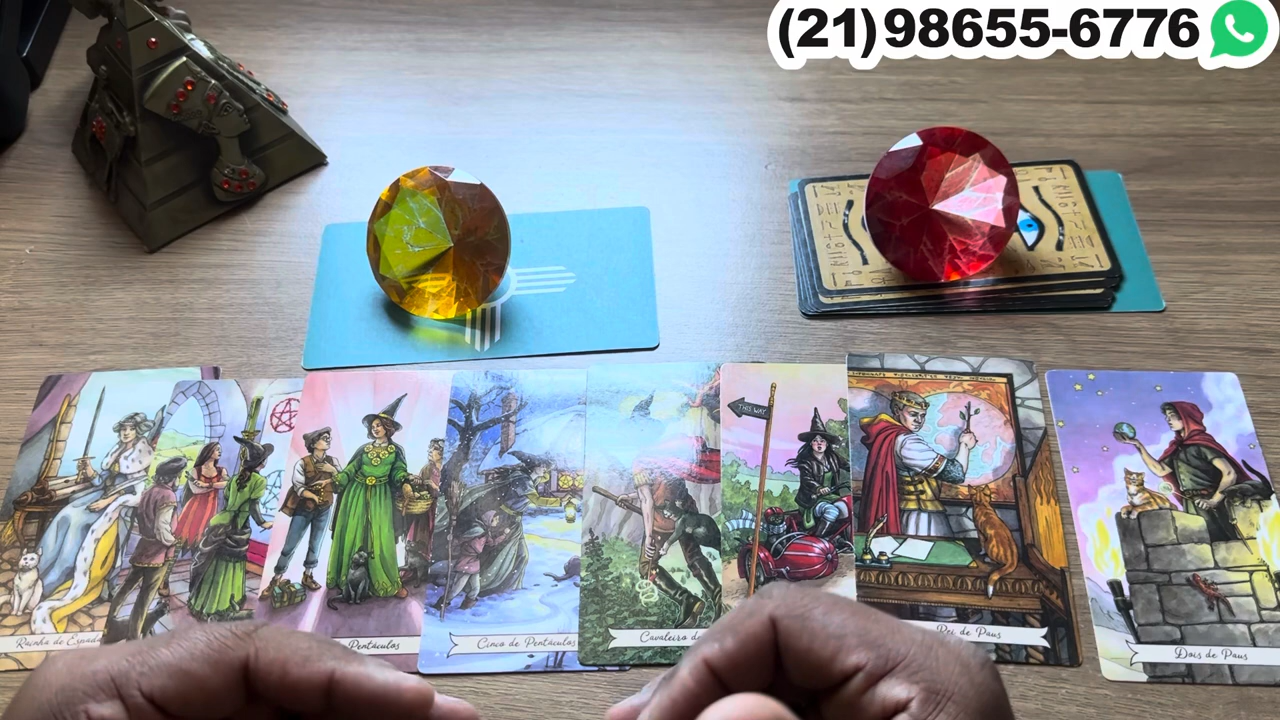 (21)98655-6776
THIS WAY
Rainha de Espadas
Pentáculos
Cinco de Pentáculos
Cavaleiro de
Rei de Paus
Dois de Paus